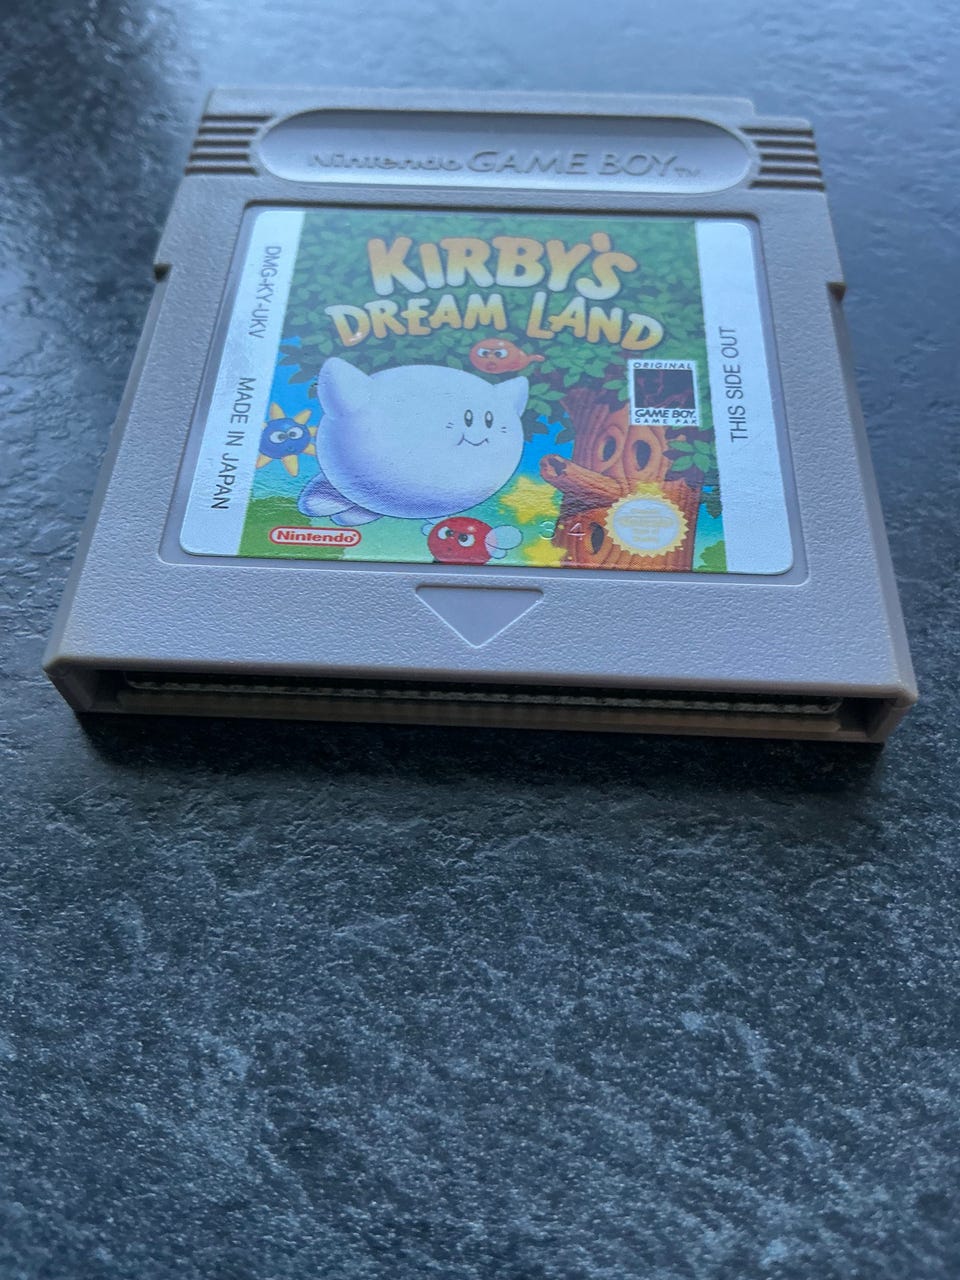 Nintendo GAME BOY TM
DMG-KY-UKV
MADE IN JAPAN
KIRBY'S
DREAM LAND
ORIGINAL
GAME BOY
GAME PAK
Nintendo
34
THIS SIDE OUT